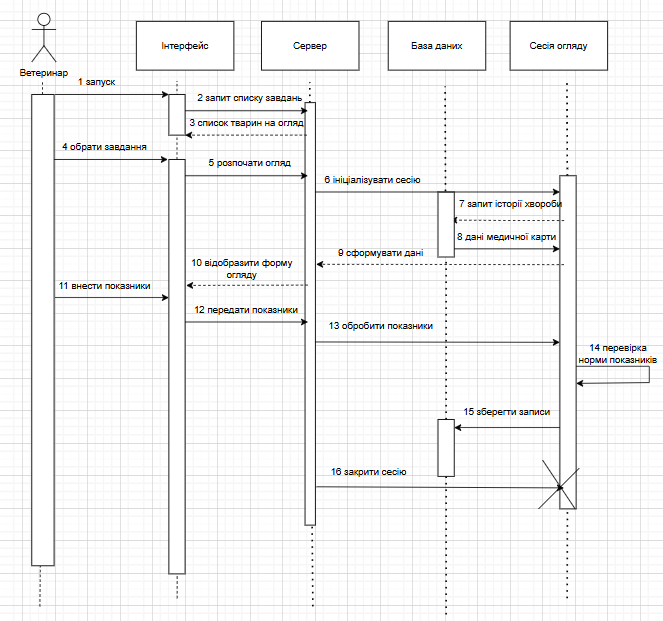 Інтерфейс
Сервер
База даних
Сесія огляду
Ветеринар
1 запуск
2 запит списку завдань
3 список тварин на огляд
4 обрати завдання
5 розпочати огляд
6 ініціалізувати сесію
7 запит історії хвороби
8 дані медичної карти
9 сформувати дані
10 відобразити форму
огляду
11 внести показники
12 передати показники
13 обробити показники
14 перевірка
норми показників
15 зберегти записи
16 закрити сесію